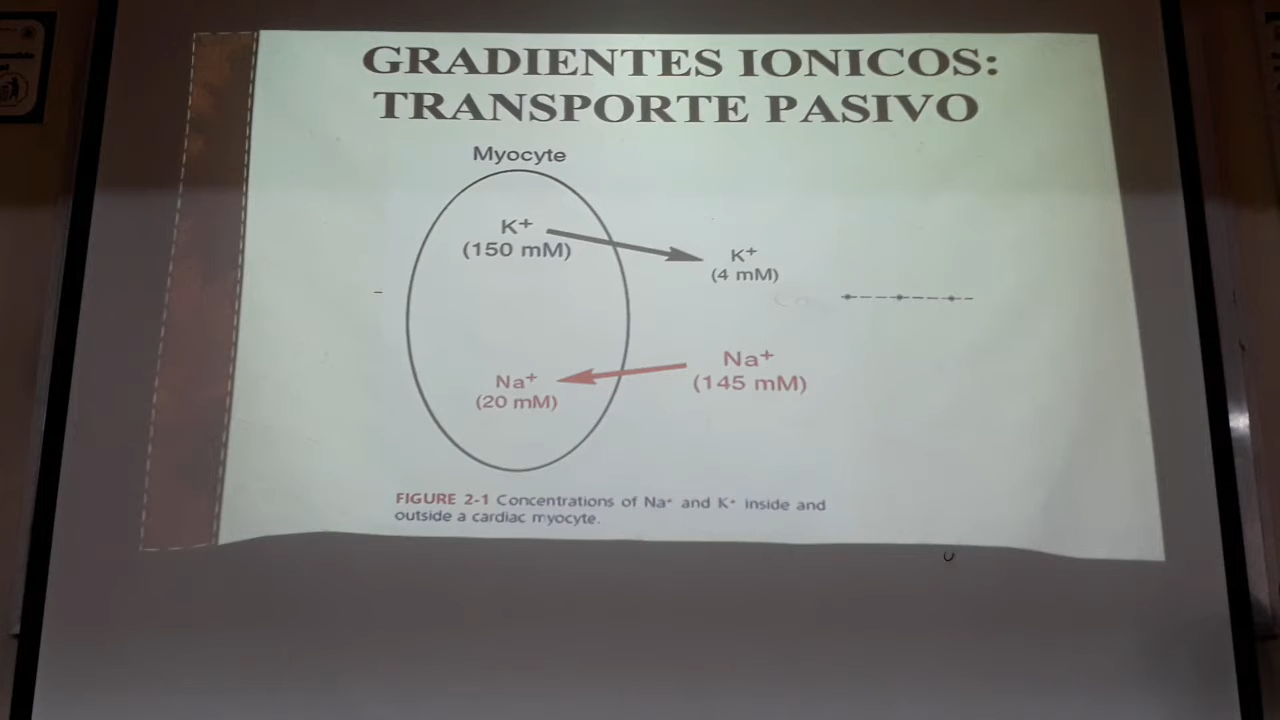 GRADIENTES IONICOS:
TRANSPORTE PASIVO
Myocyte
K+
(150 mM)
K+
(4 mM)
Na+
(145 mM)
Na+
(20 mM)
FIGURE 2-1 Concentrations of Na+ and K+ inside and
outside a cardiac myocyte.